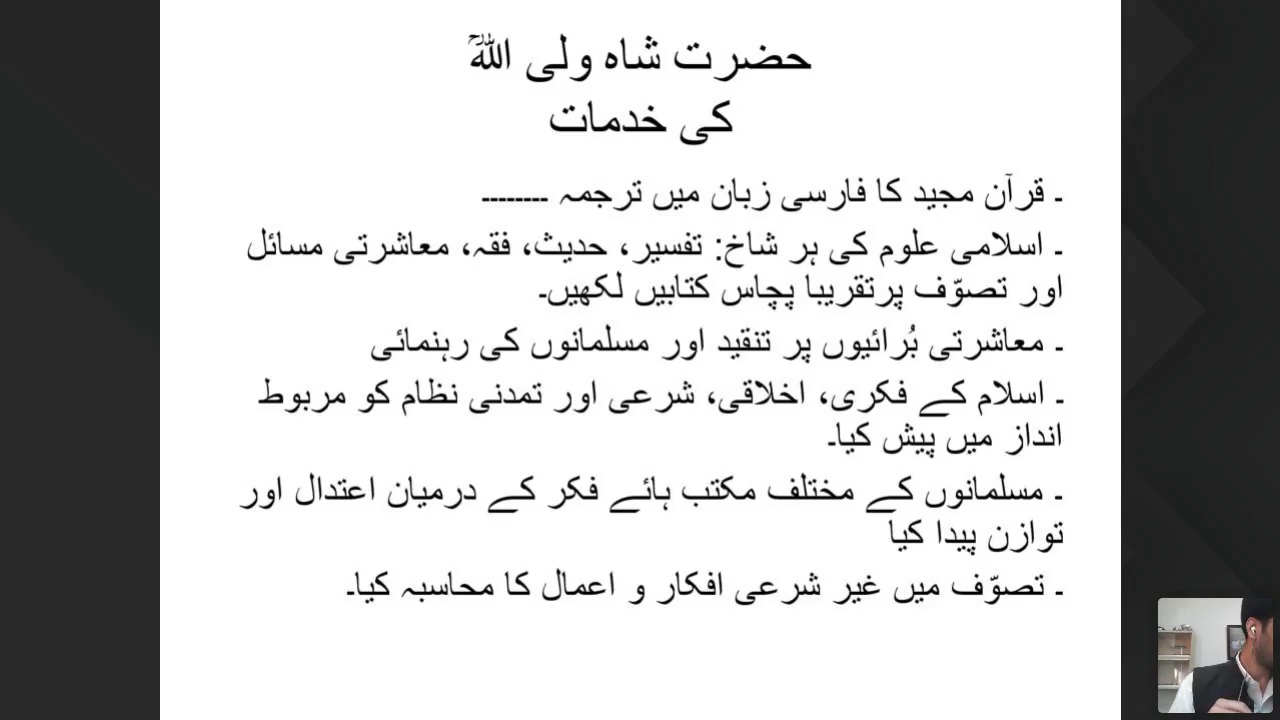 حضرت شاہ ولی اللہؒ
کی خدمات
۔ قرآن مجید کا فارسی زبان میں ترجمہ ۔۔۔۔۔۔۔۔
۔ اسلامی علوم کی ہر شاخ: تفسیر، حدیث، فقہ، معاشرتی مسائل
اور تصوّف پرتقریبا پچاس کتابیں لکھیں۔
۔ معاشرتی بُرائیوں پر تنقید اور مسلمانوں کی رہنمائی
۔ اسلام کے فکری، اخلاقی، شرعی اور تمدنی نظام کو مربوط
انداز میں پیش کیا۔
۔ مسلمانوں کے مختلف مکتب ہائے فکر کے درمیان اعتدال اور
توازن پیدا کیا
۔ تصوّف میں غیر شرعی افکار و اعمال کا محاسبہ کیا۔